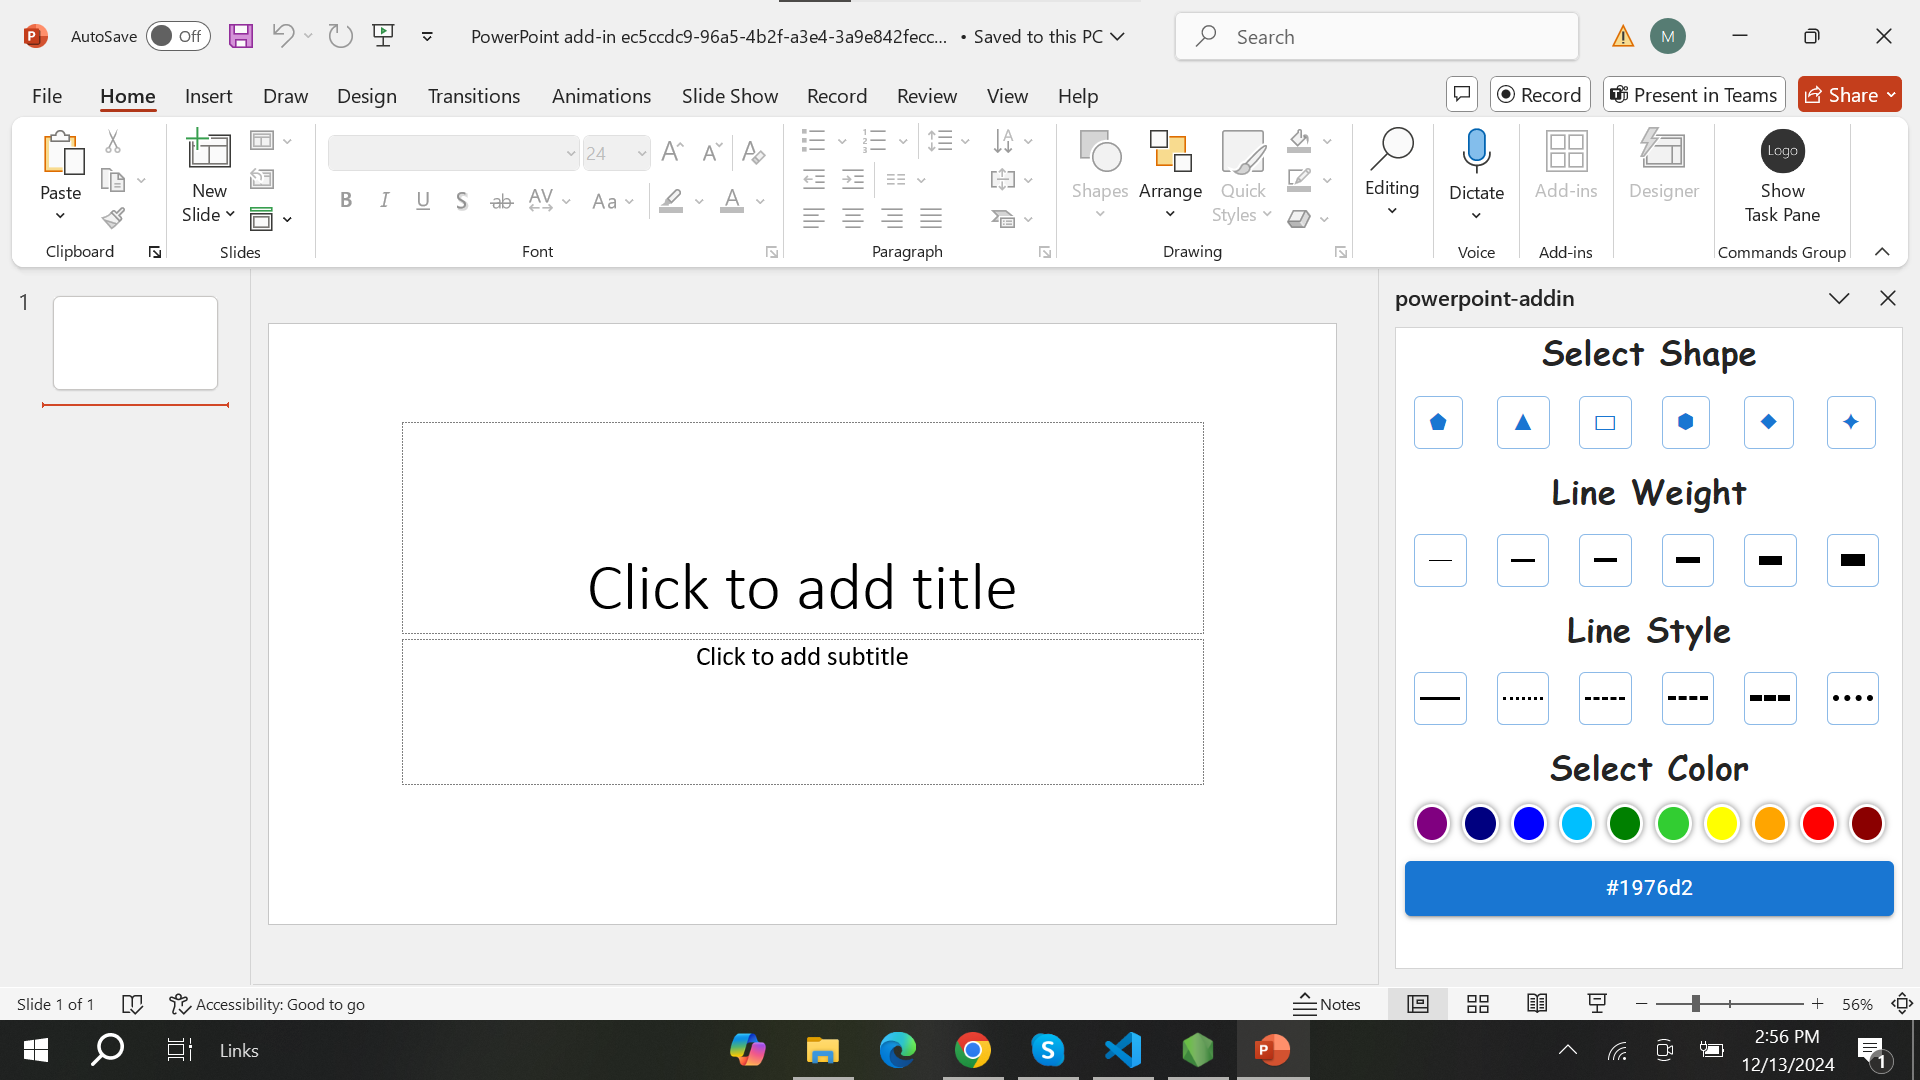 AutoSave Off PowerPoint add-in ec5ccdc9-96a5-4b2f-a3e4-3a9e842fecc... • Saved to this PC Search M
File Home Insert Draw Design Transitions Animations Slide Show Record Review View Help Record Present in Teams Share
Paste
New
Slide
24
B I U S ab AV Aa A
Shapes Arrange Quick
Styles
Editing
Dictate
Add-ins
Designer
Logo
Show
Task Pane
Clipboard Slides Font Paragraph Drawing Voice Add-ins Commands Group
1
Click to add title
Click to add subtitle
powerpoint-addin
Select Shape
Line Weight
Line Style
Select Color
#1976d2
Slide 1 of 1 Accessibility: Good to go Notes 56%
Links
2:56 PM
12/13/2024
1